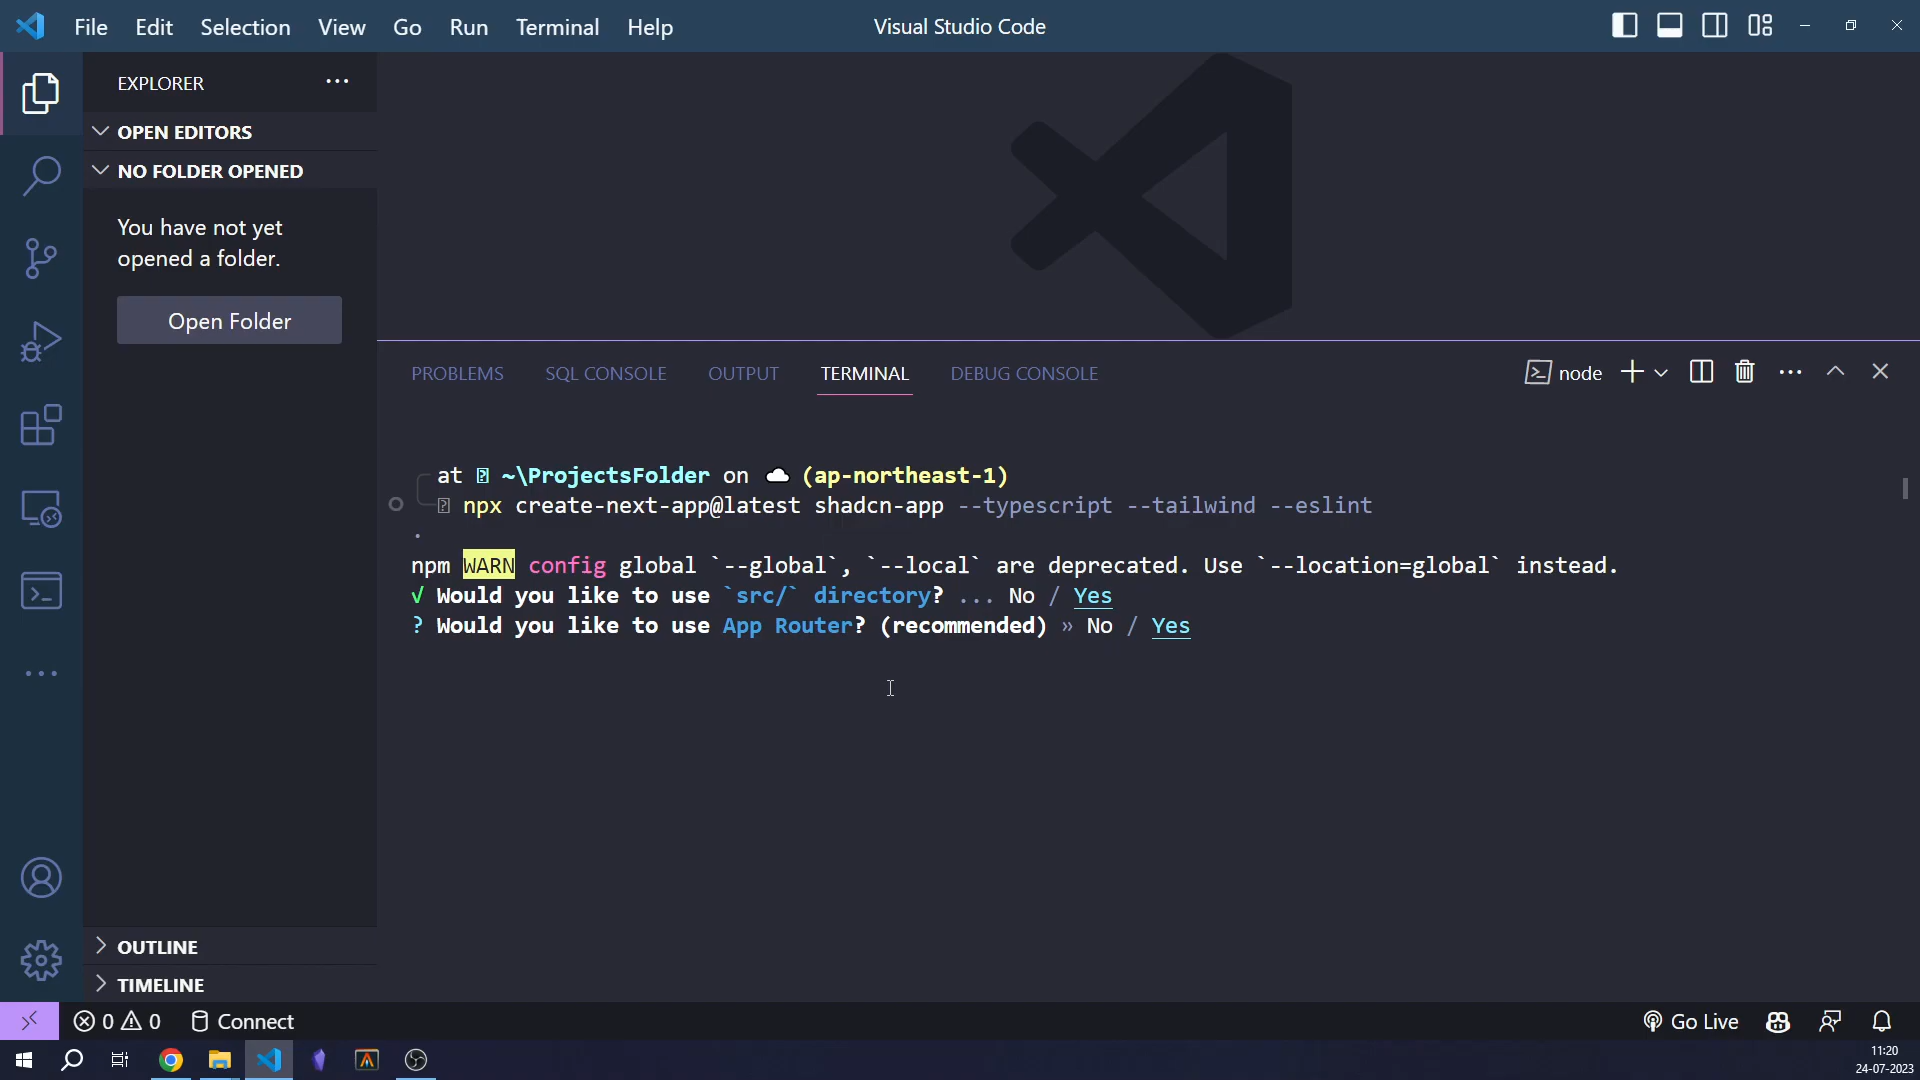 File Edit Selection View Go Run Terminal Help
Visual Studio Code
EXPLORER
OPEN EDITORS
NO FOLDER OPENED
You have not yet
opened a folder.
Open Folder
PROBLEMS SQL CONSOLE OUTPUT TERMINAL DEBUG CONSOLE
node
at ~\ProjectsFolder on (ap-northeast-1)
npx create-next-app@latest shadcn-app --typescript --tailwind --eslint
.
npm WARN config global `--global`, `--local` are deprecated. Use `--location=global` instead.
√ Would you like to use `src/` directory? ... No / Yes
? Would you like to use App Router? (recommended) » No / Yes
OUTLINE
TIMELINE
0 0 Connect
Go Live
11:20
24-07-2023